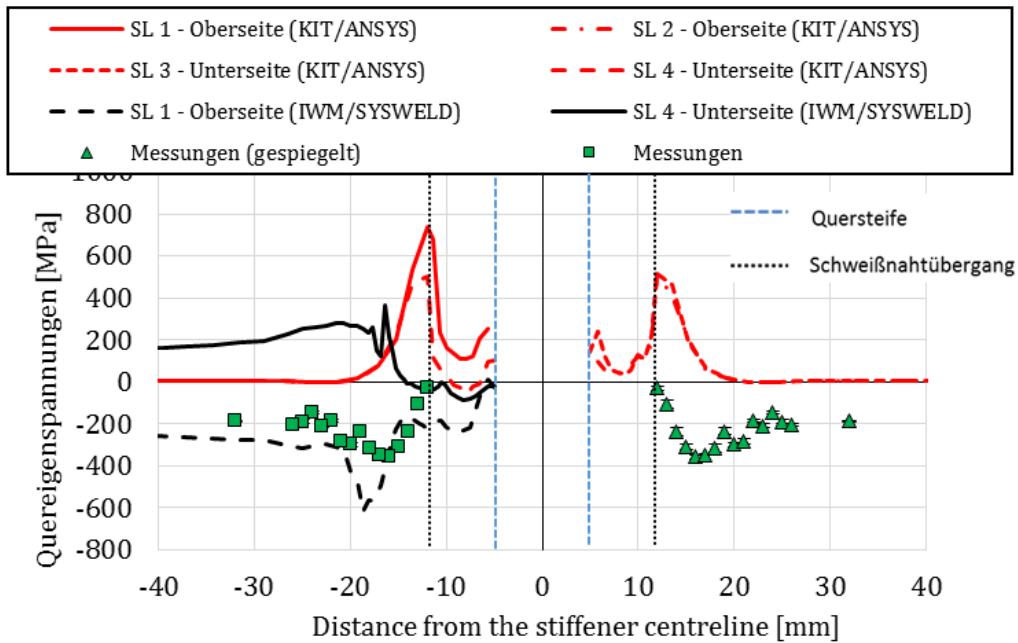 SL 1 - Oberseite (KIT/ANSYS) SL 2 - Oberseite (KIT/ANSYS)
SL 3 - Unterseite (KIT/ANSYS) SL 4 - Unterseite (KIT/ANSYS)
SL 1 - Oberseite (IWM/SYSWELD) SL 4 - Unterseite (IWM/SYSWELD)
Messungen (gespiegelt) Messungen
1000
800
600
400
200
0
-200
-400
-600
-800
Quereigenspannungen [MPa]
Quersteife
Schweißnahtübergang
-40 -30 -20 -10 0 10 20 30 40
Distance from the stiffener centreline [mm]